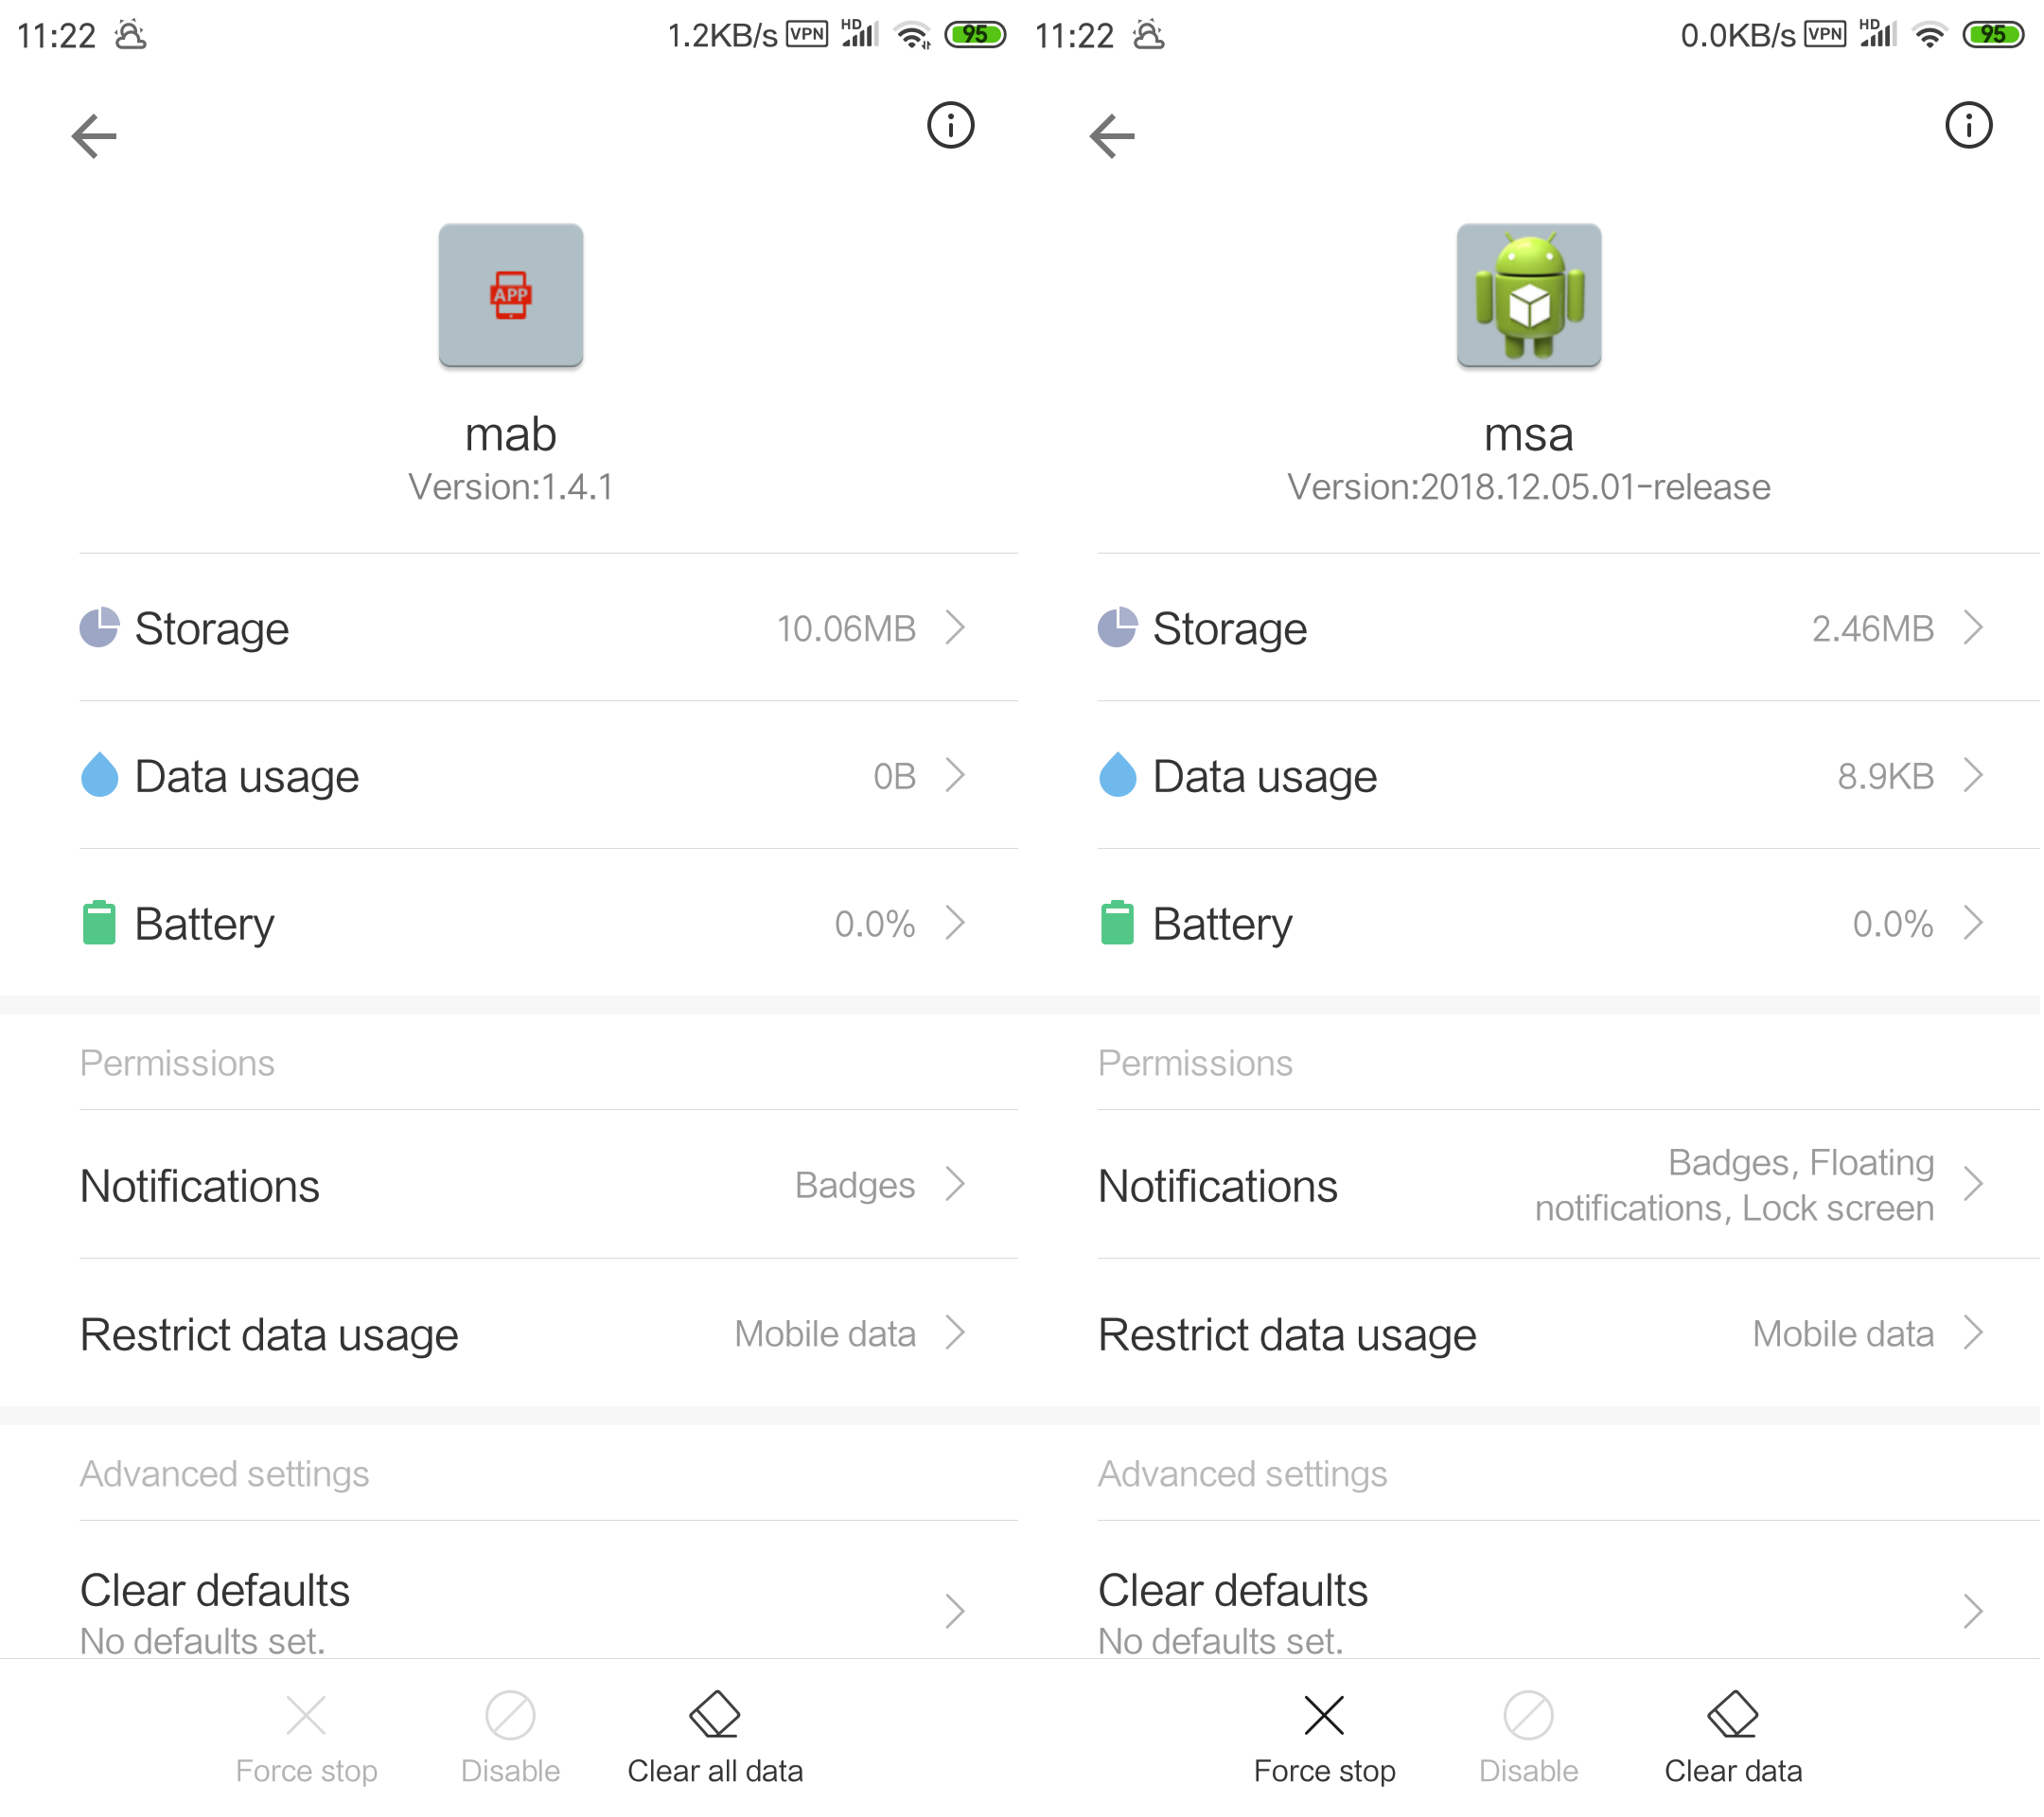 11:22
1.2KB/s VPN HD 95
APP
mab
Version:1.4.1
Storage 10.06MB
Data usage 0B
Battery 0.0%
Permissions
Notifications Badges
Restrict data usage Mobile data
Advanced settings
Clear defaults
No defaults set.
Force stop Disable Clear all data
11:22
0.0KB/s VPN HD 95
msa
Version:2018.12.05.01-release
Storage 2.46MB
Data usage 8.9KB
Battery 0.0%
Permissions
Notifications Badges, Floating
notifications, Lock screen
Restrict data usage Mobile data
Advanced settings
Clear defaults
No defaults set.
Force stop Disable Clear data